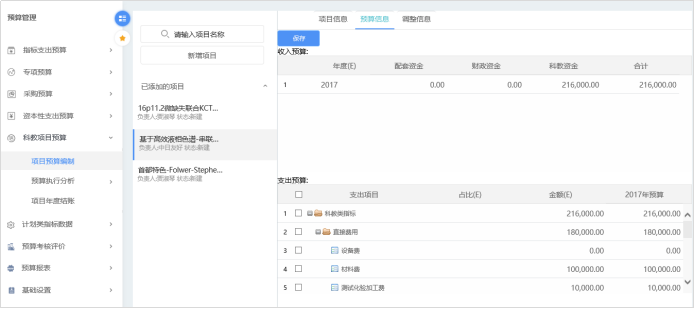 预算管理
指标支出预算
专项预算
采购预算
资本性支出预算
科教项目预算
项目预算编制
预算执行分析
项目年度结账
计划类指标数据
预算考核评价
预算报表
基础设置
请输入项目名称
新增项目
已添加的项目
16p11.2微缺失联合KCT...
负责人:贾淑琴 状态:新建
基于高效液相色谱-串联...
负责人:中日友好 状态:新建
首都特色-Folwer-Stephe...
负责人:贾淑琴 状态:新建
项目信息 预算信息 调整信息
保存
收入预算:
年度(E) 配套资金 财政资金 科教资金 合计
1 2017 0.00 0.00 216,000.00 216,000.00
支出预算:
支出项目 占比(E) 金额(E) 2017年预算
1 科教类指标 216,000.00 216,000.00
2 直接费用 180,000.00 180,000.00
3 设备费 0.00 0.00
4 材料费 100,000.00 100,000.00
5 测试化验加工费 10,000.00 10,000.00